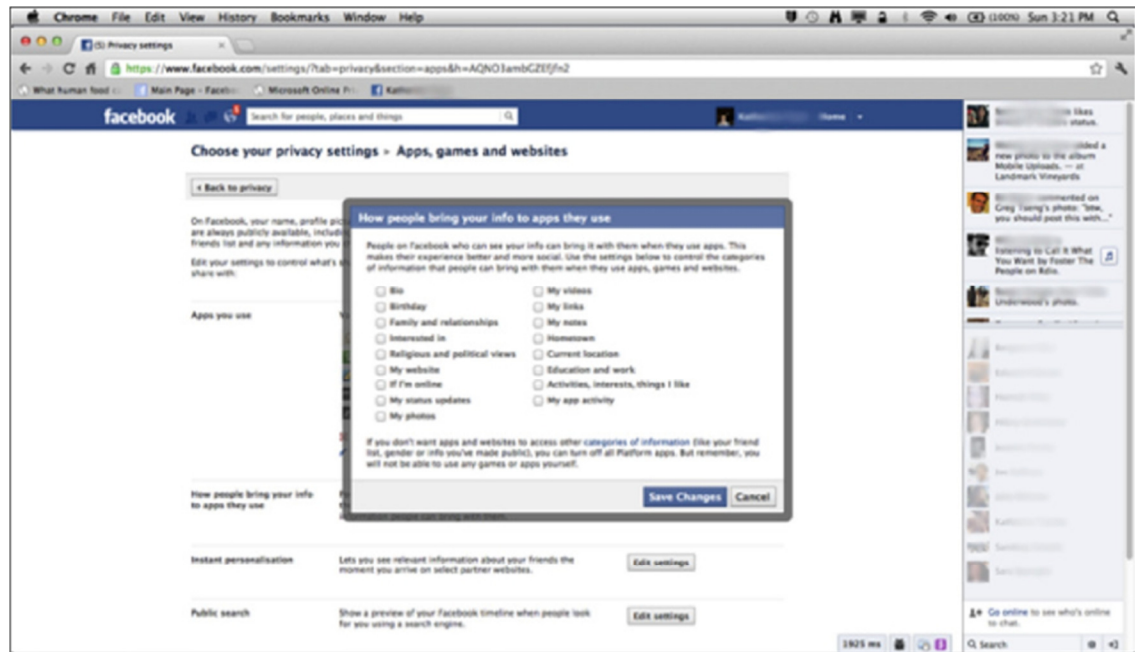 Chrome File Edit View History Bookmarks Window Help
(100%) Sun 3:21 PM
(5) Privacy settings
https://www.facebook.com/settings/?tab=privacy&section=apps&h=
What human food
Main Page - Facebo
Microsoft Online Pri
facebook
Search for people, places and things
Home
Choose your privacy settings ▸ Apps, games and websites
Back to privacy
On Facebook, your name, profile pic
are always publicly available, includin
friends list and any information you
Edit your settings to control what's
share with:
Apps you use
How people bring your info to apps they use
People on Facebook who can see your info can bring it with them when they use apps. This
makes their experience better and more social. Use the settings below to control the categories
of information that people can bring with them when they use apps, games and websites.
Bio
Birthday
Family and relationships
Interested in
Religious and political views
My website
If I'm online
My status updates
My photos
My videos
My links
My notes
Hometown
Current location
Education and work
Activities, interests, things I like
My app activity
If you don't want apps and websites to access other categories of information (like your friend
list, gender or info you've made public), you can turn off all Platform apps. But remember, you
will not be able to use any games or apps yourself.
Save Changes
Cancel
How people bring your info
to apps they use
information people can bring with them.
Instant personalisation
Lets you see relevant information about your friends the
moment you arrive on select partner websites.
Edit settings
Public search
Show a preview of your Facebook timeline when people look
for you using a search engine.
Edit settings
likes
status.
added a
new photo to the album
Mobile Uploads. — at
Landmark Vineyards
commented on
Greg Tseng's photo: "btw,
you should post this with..."
listening to Call It What
You Want by Foster The
People on Rdio.
Underwood's photo.
Go online to see who's online
to chat.
Search
1925 ms